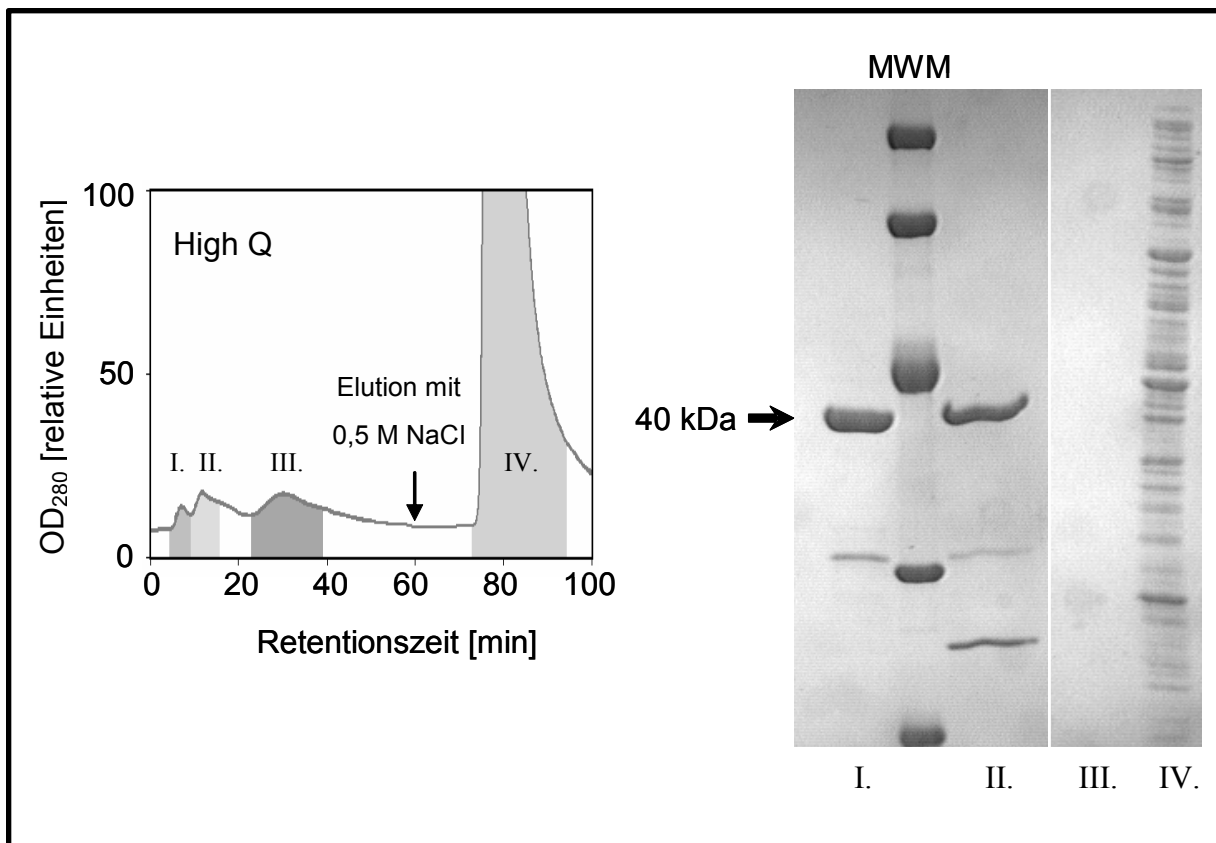 MWM
100
50
0
OD₂₈₀ [relative Einheiten]
High Q
Elution mit
0,5 M NaCl
I.
II.
III.
IV.
0
20
40
60
80
100
Retentionszeit [min]
40 kDa
I.
II.
III.
IV.